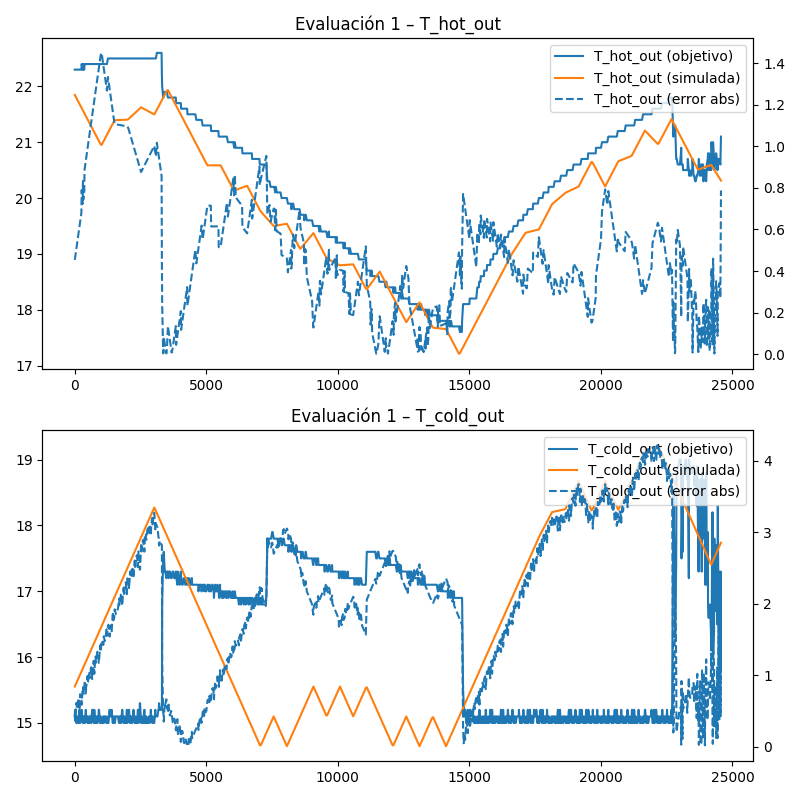 Evaluación 1 – T_hot_out
T_hot_out (objetivo)
T_hot_out (simulada)
T_hot_out (error abs)
22
21
20
19
18
17
1.4
1.2
1.0
0.8
0.6
0.4
0.2
0.0
0 5000 10000 15000 20000 25000
Evaluación 1 – T_cold_out
T_cold_out (objetivo)
T_cold_out (simulada)
T_cold_out (error abs)
19
18
17
16
15
4
3
2
1
0
0 5000 10000 15000 20000 25000